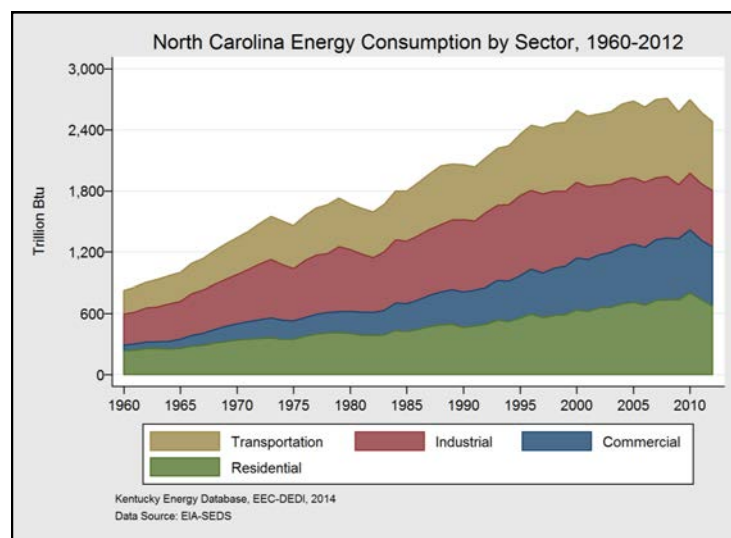 North Carolina Energy Consumption by Sector, 1960-2012
Trillion Btu
3,000
2,400
1,800
1,200
600
0
1960 1965 1970 1975 1980 1985 1990 1995 2000 2005 2010
Transportation Industrial Commercial
Residential
Kentucky Energy Database, EEC-DEDI, 2014
Data Source: EIA-SEDS